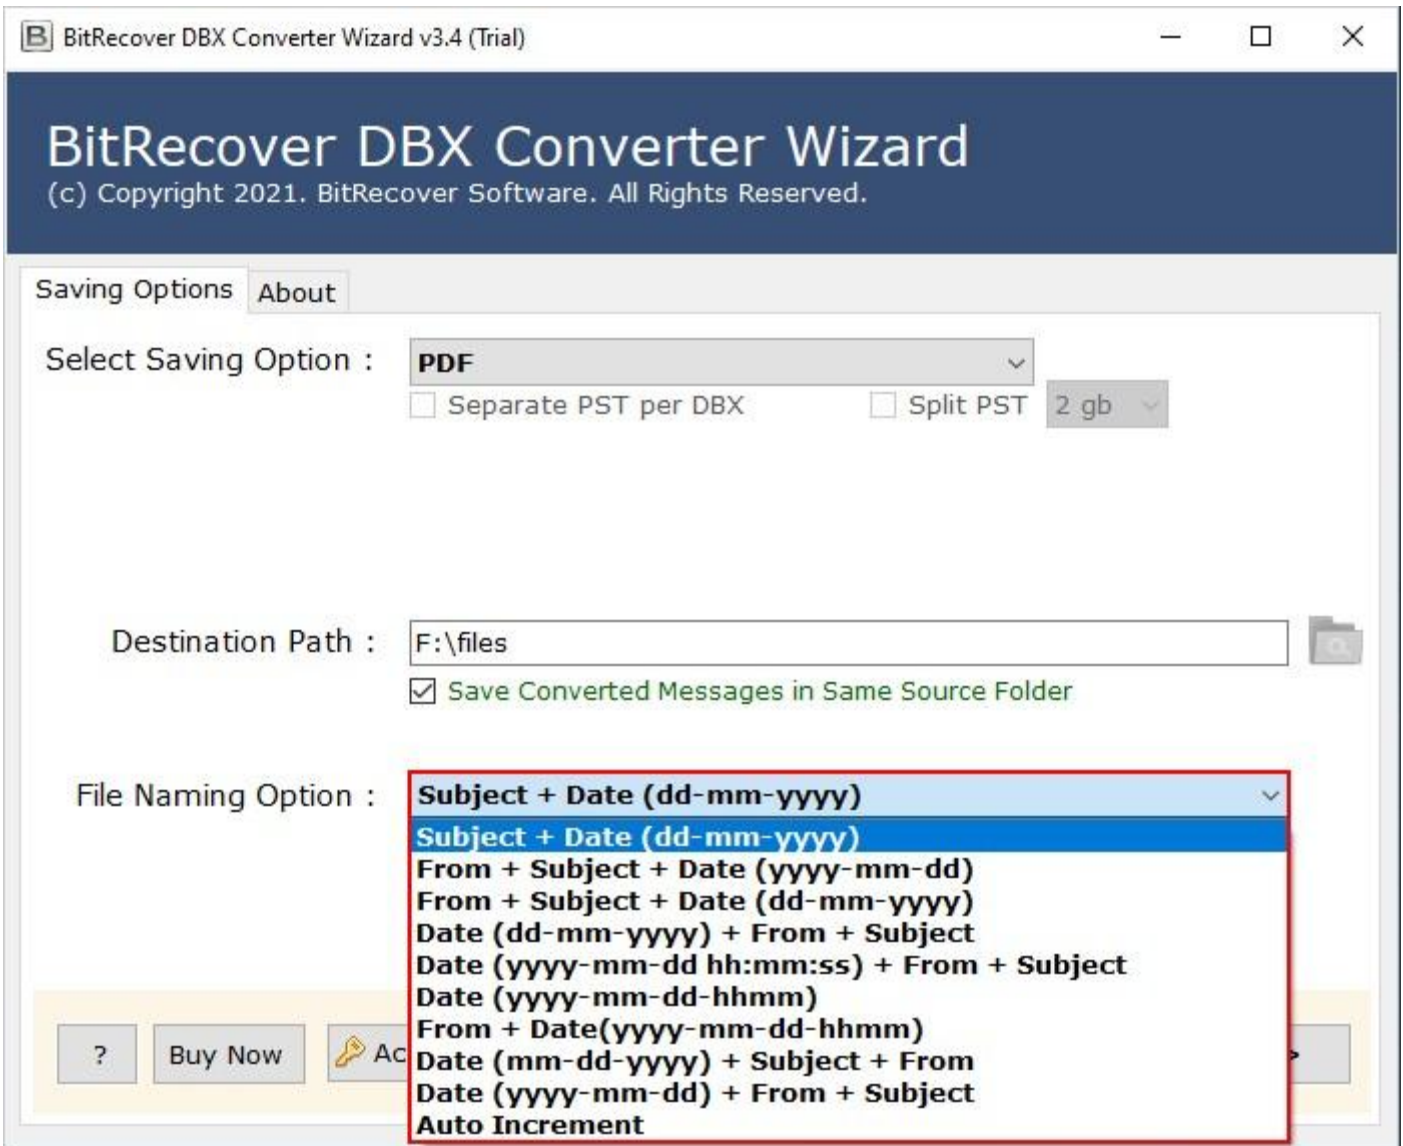 BitRecover DBX Converter Wizard v3.4 (Trial)
BitRecover DBX Converter Wizard
(c) Copyright 2021. BitRecover Software. All Rights Reserved.
Saving Options About
Select Saving Option : PDF
Separate PST per DBX Split PST 2 gb
Destination Path : F:\files
Save Converted Messages in Same Source Folder
File Naming Option : Subject + Date (dd-mm-yyyy)
Subject + Date (dd-mm-yyyy)
From + Subject + Date (yyyy-mm-dd)
From + Subject + Date (dd-mm-yyyy)
Date (dd-mm-yyyy) + From + Subject
Date (yyyy-mm-dd hh:mm:ss) + From + Subject
Date (yyyy-mm-dd-hhmm)
From + Date(yyyy-mm-dd-hhmm)
? Buy Now Ac
Date (mm-dd-yyyy) + Subject + From
Date (yyyy-mm-dd) + From + Subject
Auto Increment